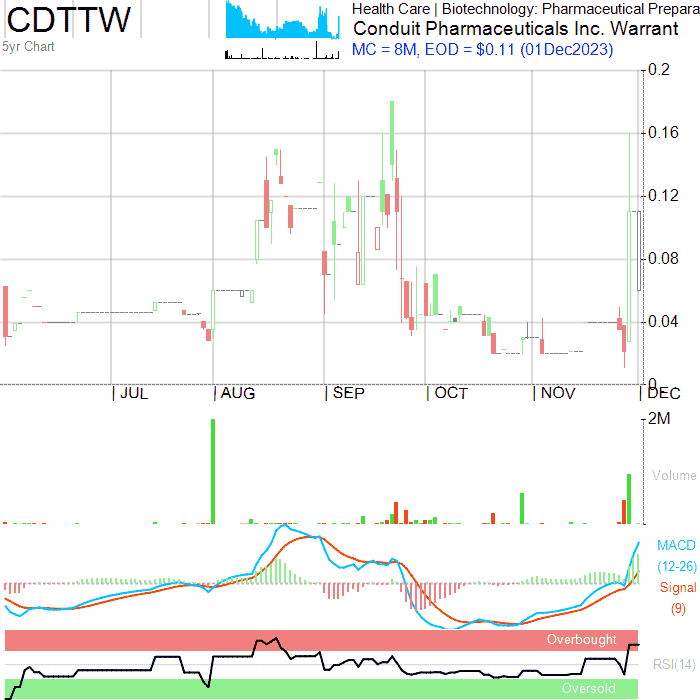 CDTTW
5yr Chart
Health Care | Biotechnology: Pharmaceutical Prepara
Conduit Pharmaceuticals Inc. Warrant
MC = 8M, EOD = $0.11 (01Dec2023)
0.2
0.16
0.12
0.08
0.04
0
JUL AUG SEP OCT NOV DEC
2M
Volume
MACD
(12-26)
Signal
(9)
Overbought
RSI(14)
Oversold